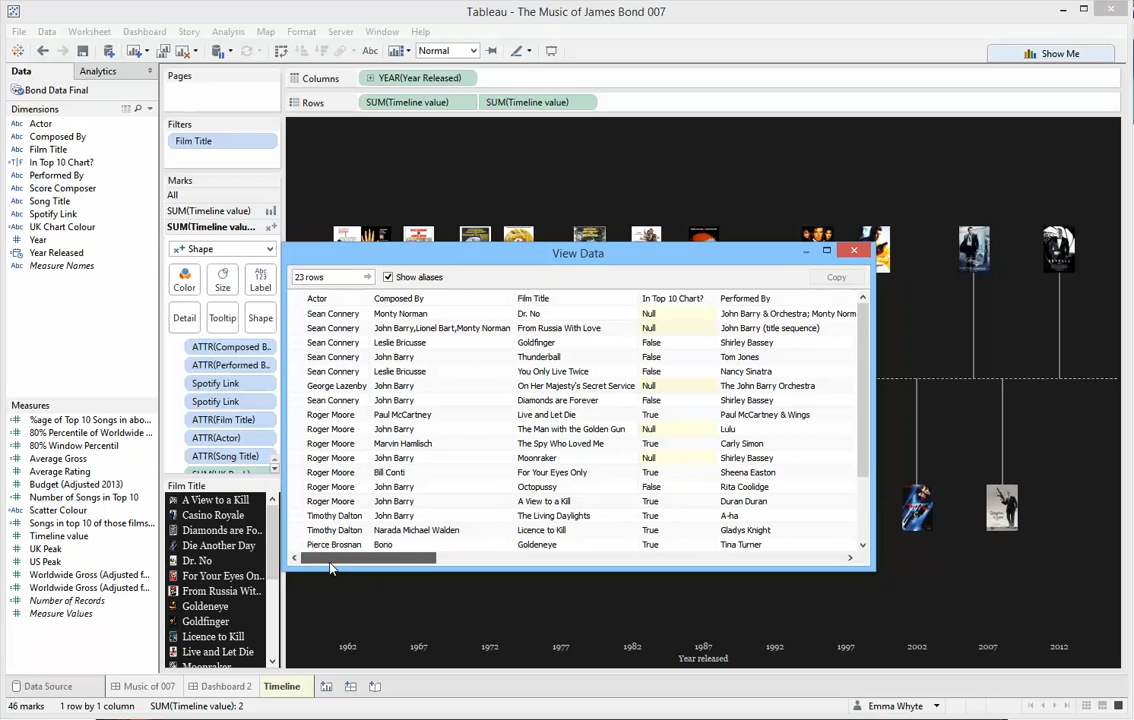 Tableau - The Music of James Bond 007
File Data Worksheet Dashboard Story Analysis Map Format Server Window Help
Abc Normal Show Me
Data Analytics
Bond Data Final
Dimensions
Abc Actor
Abc Composed By
Abc Film Title
T|F In Top 10 Chart?
Abc Performed By
Abc Score Composer
Abc Song Title
Abc Spotify Link
Abc UK Chart Colour
# Year
Year Released
Abc Measure Names
Measures
# %age of Top 10 Songs in abo...
# 80% Percentile of Worldwide ...
# 80% Window Percentil
# Average Gross
# Average Rating
# Budget (Adjusted 2013)
# Number of Songs in Top 10
# Scatter Colour
# Songs in top 10 of those films...
# Timeline value
# UK Peak
# US Peak
# Worldwide Gross (Adjusted f...
# Worldwide Gross (Adjusted f...
# Number of Records
# Measure Values
Pages
Filters
Film Title
Marks
All
SUM(Timeline value)
SUM(Timeline valu...
Shape
Color Size Abc 123 Label
Detail Tooltip Shape
ATTR(Composed B..
ATTR(Performed B..
Spotify Link
Spotify Link
ATTR(Film Title)
ATTR(Actor)
ATTR(Song Title)
Film Title
A View to a Kill
Casino Royale
Diamonds are Fo...
Die Another Day
Dr. No
For Your Eyes On..
From Russia Wit..
Goldeneye
Goldfinger
Licence to Kill
Live and Let Die
Moonraker
Columns YEAR(Year Released)
Rows SUM(Timeline value) SUM(Timeline value)
View Data
23 rows Show aliases Copy
Actor Composed By Film Title In Top 10 Chart? Performed By
Sean Connery Monty Norman Dr. No Null John Barry & Orchestra; Monty Norm
Sean Connery John Barry,Lionel Bart,Monty Norman From Russia With Love Null John Barry (title sequence)
Sean Connery Leslie Bricusse Goldfinger False Shirley Bassey
Sean Connery John Barry Thunderball False Tom Jones
Sean Connery Leslie Bricusse You Only Live Twice False Nancy Sinatra
George Lazenby John Barry On Her Majesty's Secret Service Null The John Barry Orchestra
Sean Connery John Barry Diamonds are Forever False Shirley Bassey
Roger Moore Paul McCartney Live and Let Die True Paul McCartney & Wings
Roger Moore John Barry The Man with the Golden Gun Null Lulu
Roger Moore Marvin Hamlisch The Spy Who Loved Me True Carly Simon
Roger Moore John Barry Moonraker Null Shirley Bassey
Roger Moore Bill Conti For Your Eyes Only True Sheena Easton
Roger Moore John Barry Octopussy False Rita Coolidge
Roger Moore John Barry A View to a Kill True Duran Duran
Timothy Dalton John Barry The Living Daylights True A-ha
Timothy Dalton Narada Michael Walden Licence to Kill True Gladys Knight
Pierce Brosnan Bono Goldeneye True Tina Turner
1962 1967 1972 1977 1982 1987 1992 1997 2002 2007 2012
Year released
Data Source Music of 007 Dashboard 2 Timeline
46 marks 1 row by 1 column SUM(Timeline value): 2 Emma Whyte